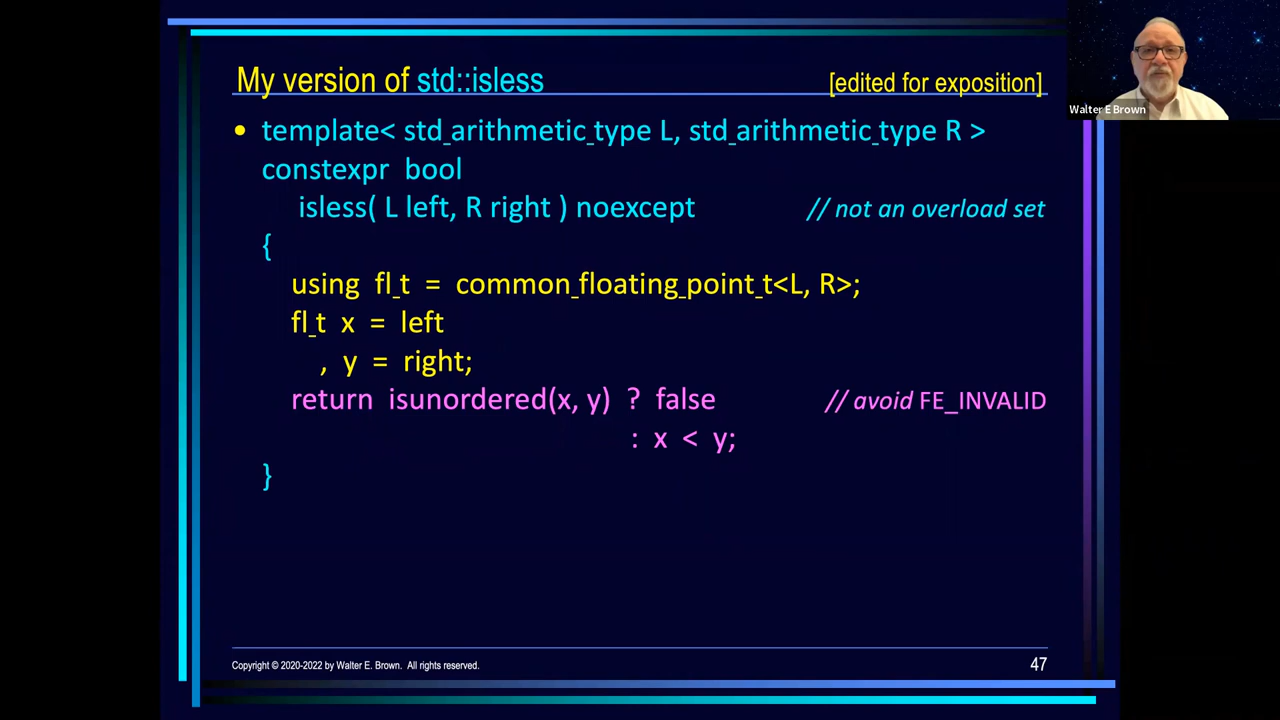 My version of std::isless [edited for exposition]
Walter E Brown
• template< std_arithmetic_type L, std_arithmetic_type R >
constexpr bool
isless( L left, R right ) noexcept // not an overload set
{
using fl_t = common_floating_point_t<L, R>;
fl_t x = left
, y = right;
return isunordered(x, y) ? false // avoid FE_INVALID
: x < y;
}
Copyright © 2020-2022 by Walter E. Brown. All rights reserved. 47